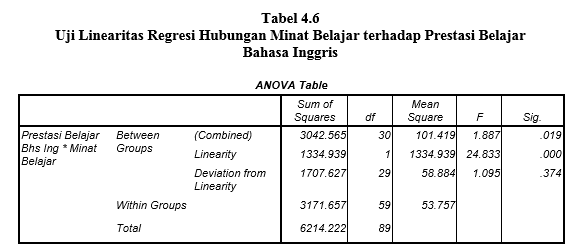 Tabel 4.6
Uji Linearitas Regresi Hubungan Minat Belajar terhadap Prestasi Belajar
Bahasa Inggris
ANOVA Table
Sum of Squares df Mean Square F Sig.
Prestasi Belajar Bhs Ing * Minat Belajar Between Groups (Combined) 3042.565 30 101.419 1.887 .019
Linearity 1334.939 1 1334.939 24.833 .000
Deviation from Linearity 1707.627 29 58.884 1.095 .374
Within Groups 3171.657 59 53.757
Total 6214.222 89